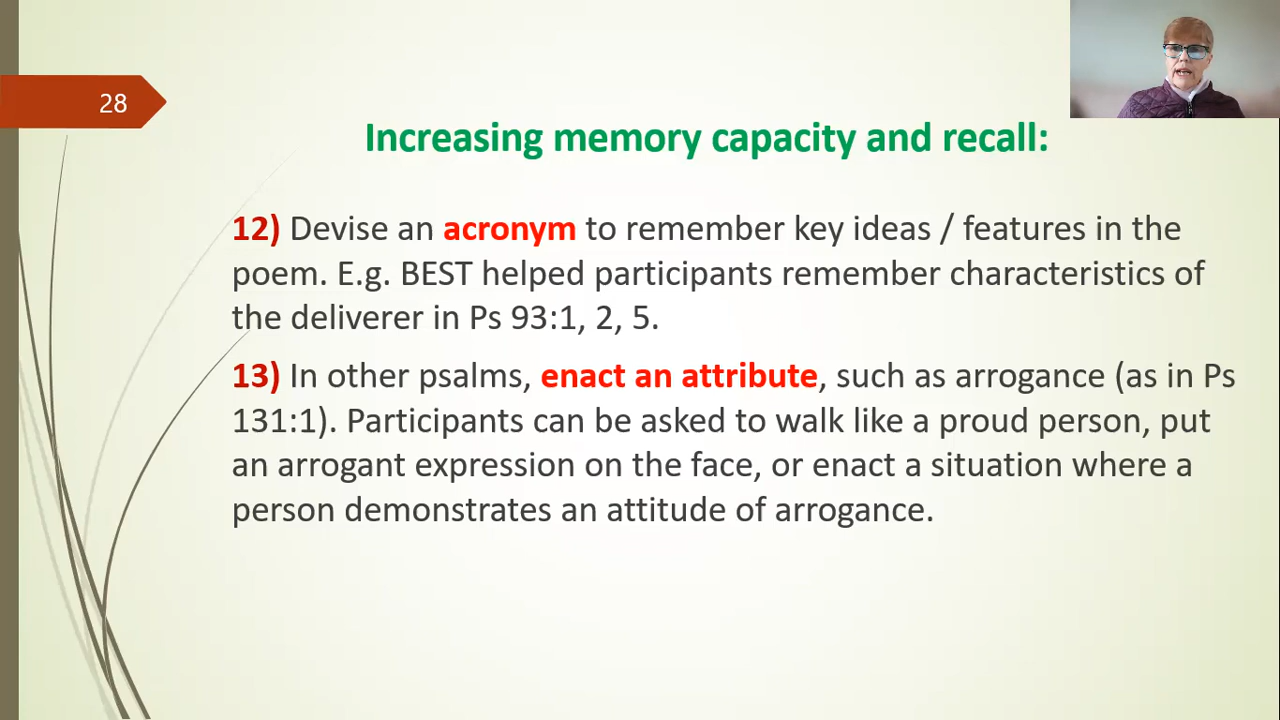 28
Increasing memory capacity and recall:
12) Devise an acronym to remember key ideas / features in the
poem. E.g. BEST helped participants remember characteristics of
the deliverer in Ps 93:1, 2, 5.
13) In other psalms, enact an attribute, such as arrogance (as in Ps
131:1). Participants can be asked to walk like a proud person, put
an arrogant expression on the face, or enact a situation where a
person demonstrates an attitude of arrogance.